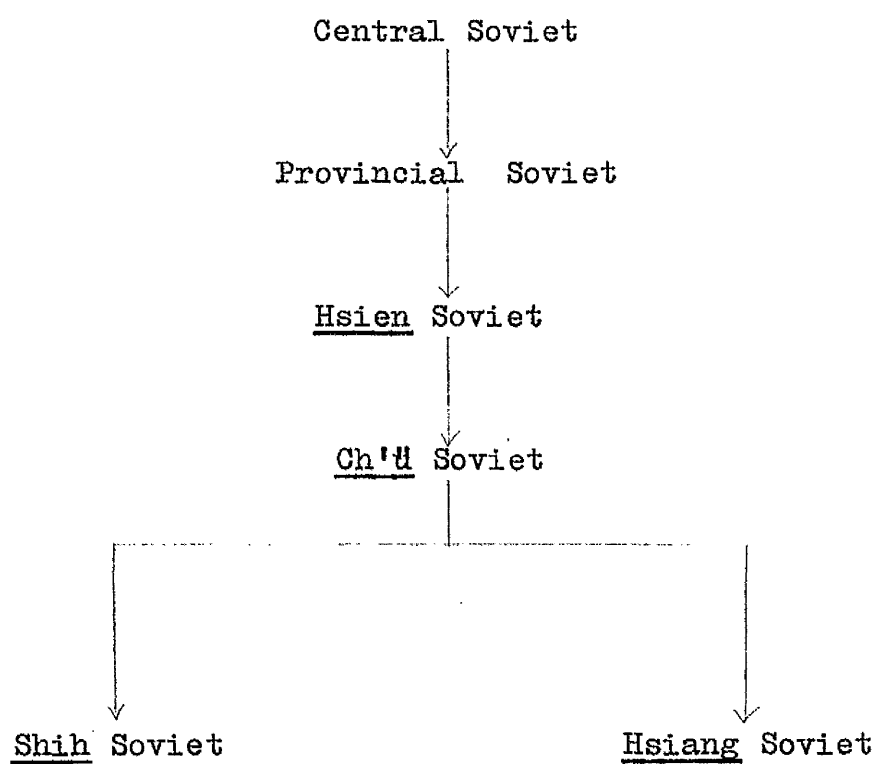 Central Soviet
Provincial Soviet
Hsien Soviet
Ch'ü Soviet
Shih Soviet
Hsiang Soviet